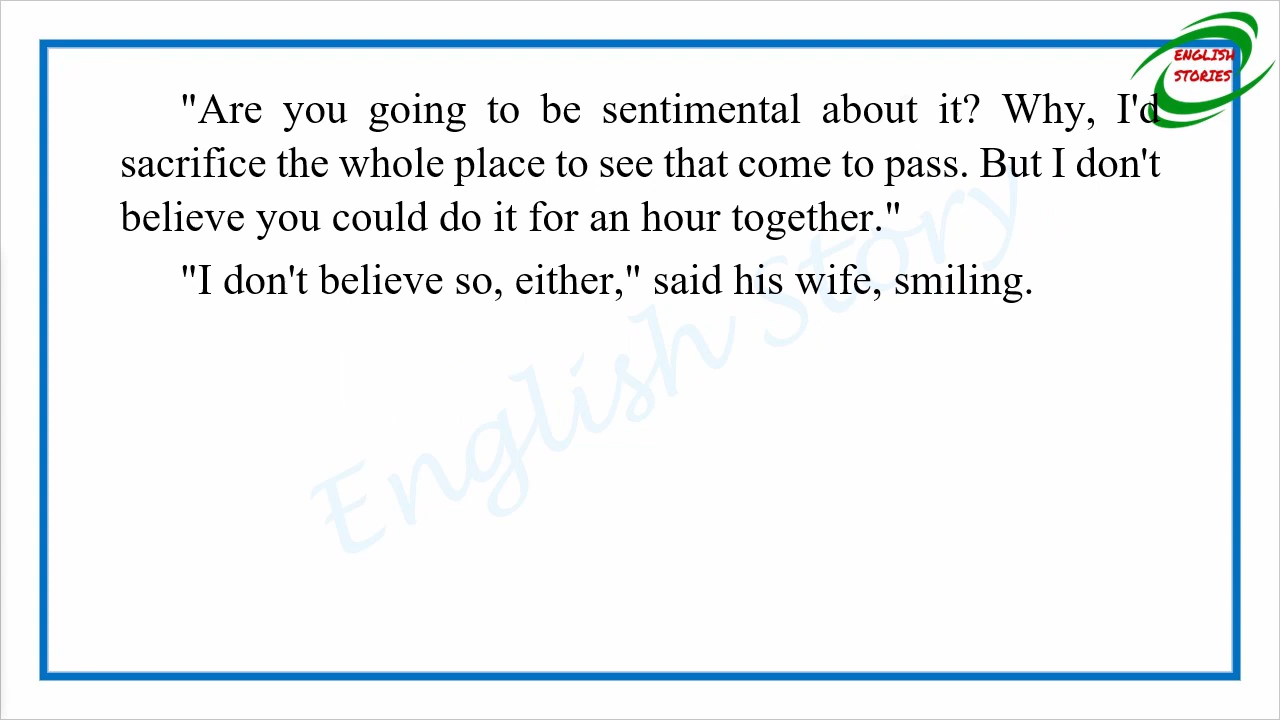 ENGLISH
STORIES
"Are you going to be sentimental about it? Why, I'd
sacrifice the whole place to see that come to pass. But I don't
believe you could do it for an hour together."
"I don't believe so, either," said his wife, smiling.
English Story